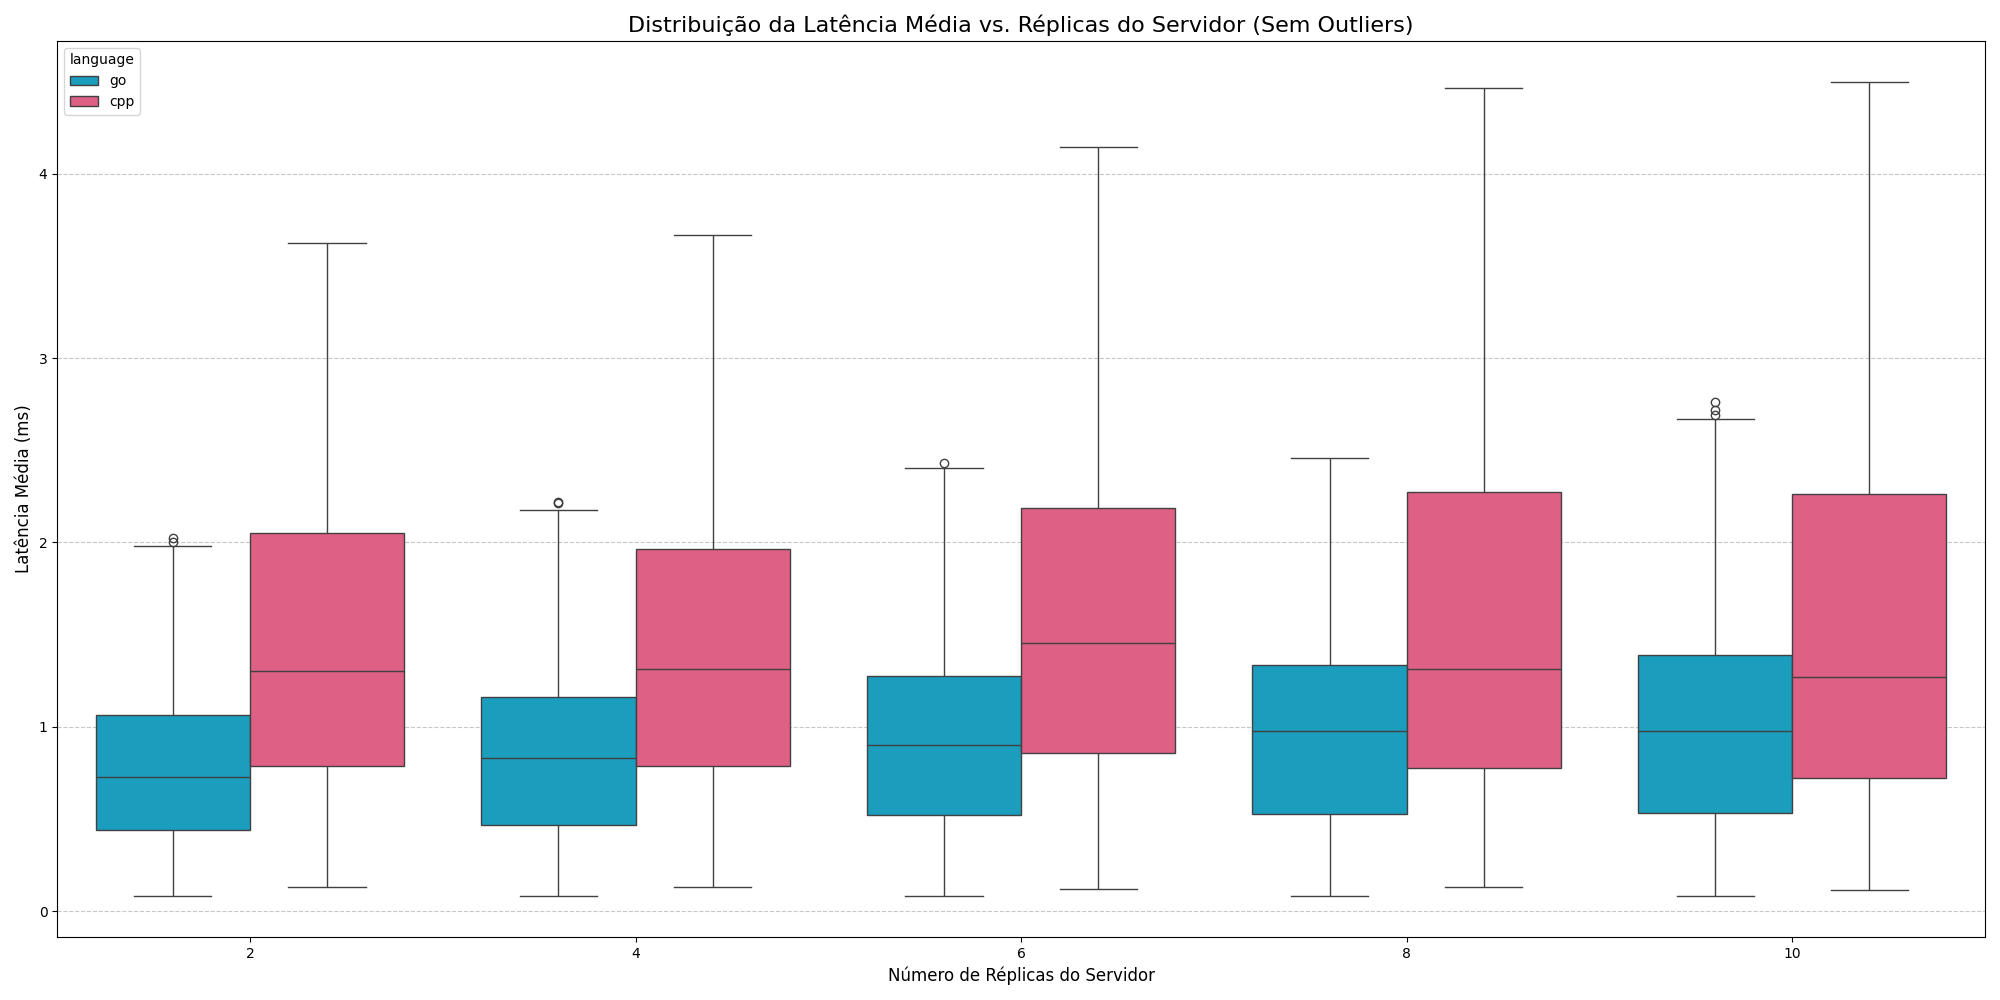 Distribuição da Latência Média vs. Réplicas do Servidor (Sem Outliers)
language
go
cpp
Latência Média (ms)
4
3
2
1
0
2 4 6 8 10
Número de Réplicas do Servidor